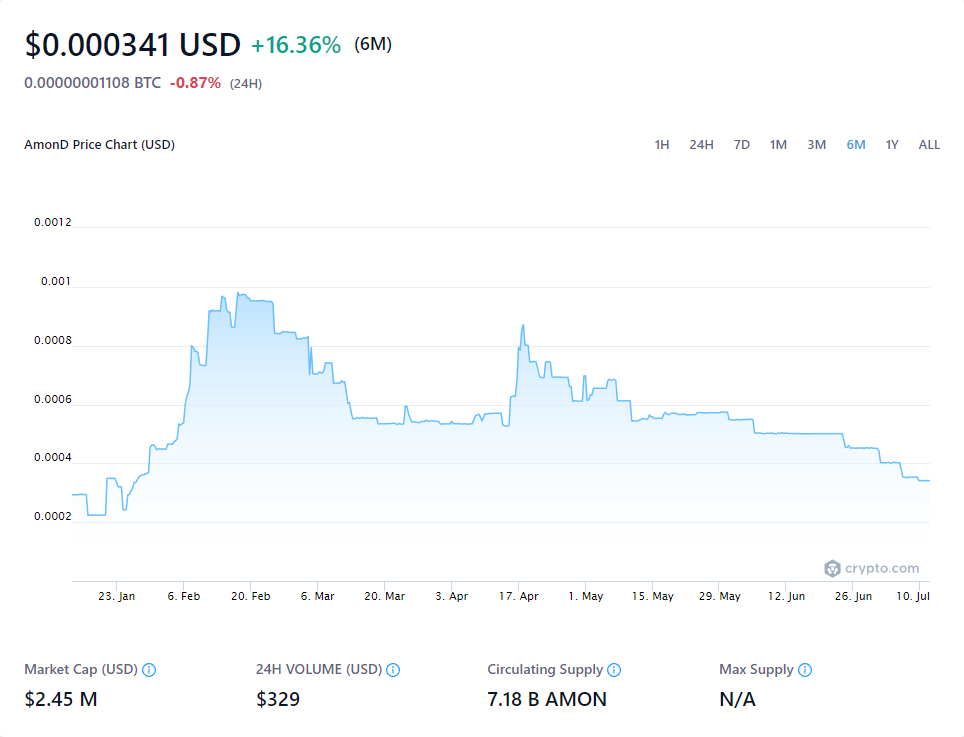 $0.000341 USD +16.36% (6M)
0.00000001108 BTC -0.87% (24H)
AmonD Price Chart (USD) 1H 24H 7D 1M 3M 6M 1Y ALL
0.0012
0.001
0.0008
0.0006
0.0004
0.0002
crypto.com
23. Jan 6. Feb 20. Feb 6. Mar 20. Mar 3. Apr 17. Apr 1. May 15. May 29. May 12. Jun 26. Jun 10. Jul
Market Cap (USD) 24H VOLUME (USD) Circulating Supply Max Supply
$2.45 M $329 7.18 B AMON N/A